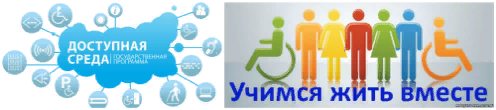 ДОСТУПНАЯ
СРЕДА
ГОСУДАРСТВЕННАЯ
ПРОГРАММА
Учимся жить вместе